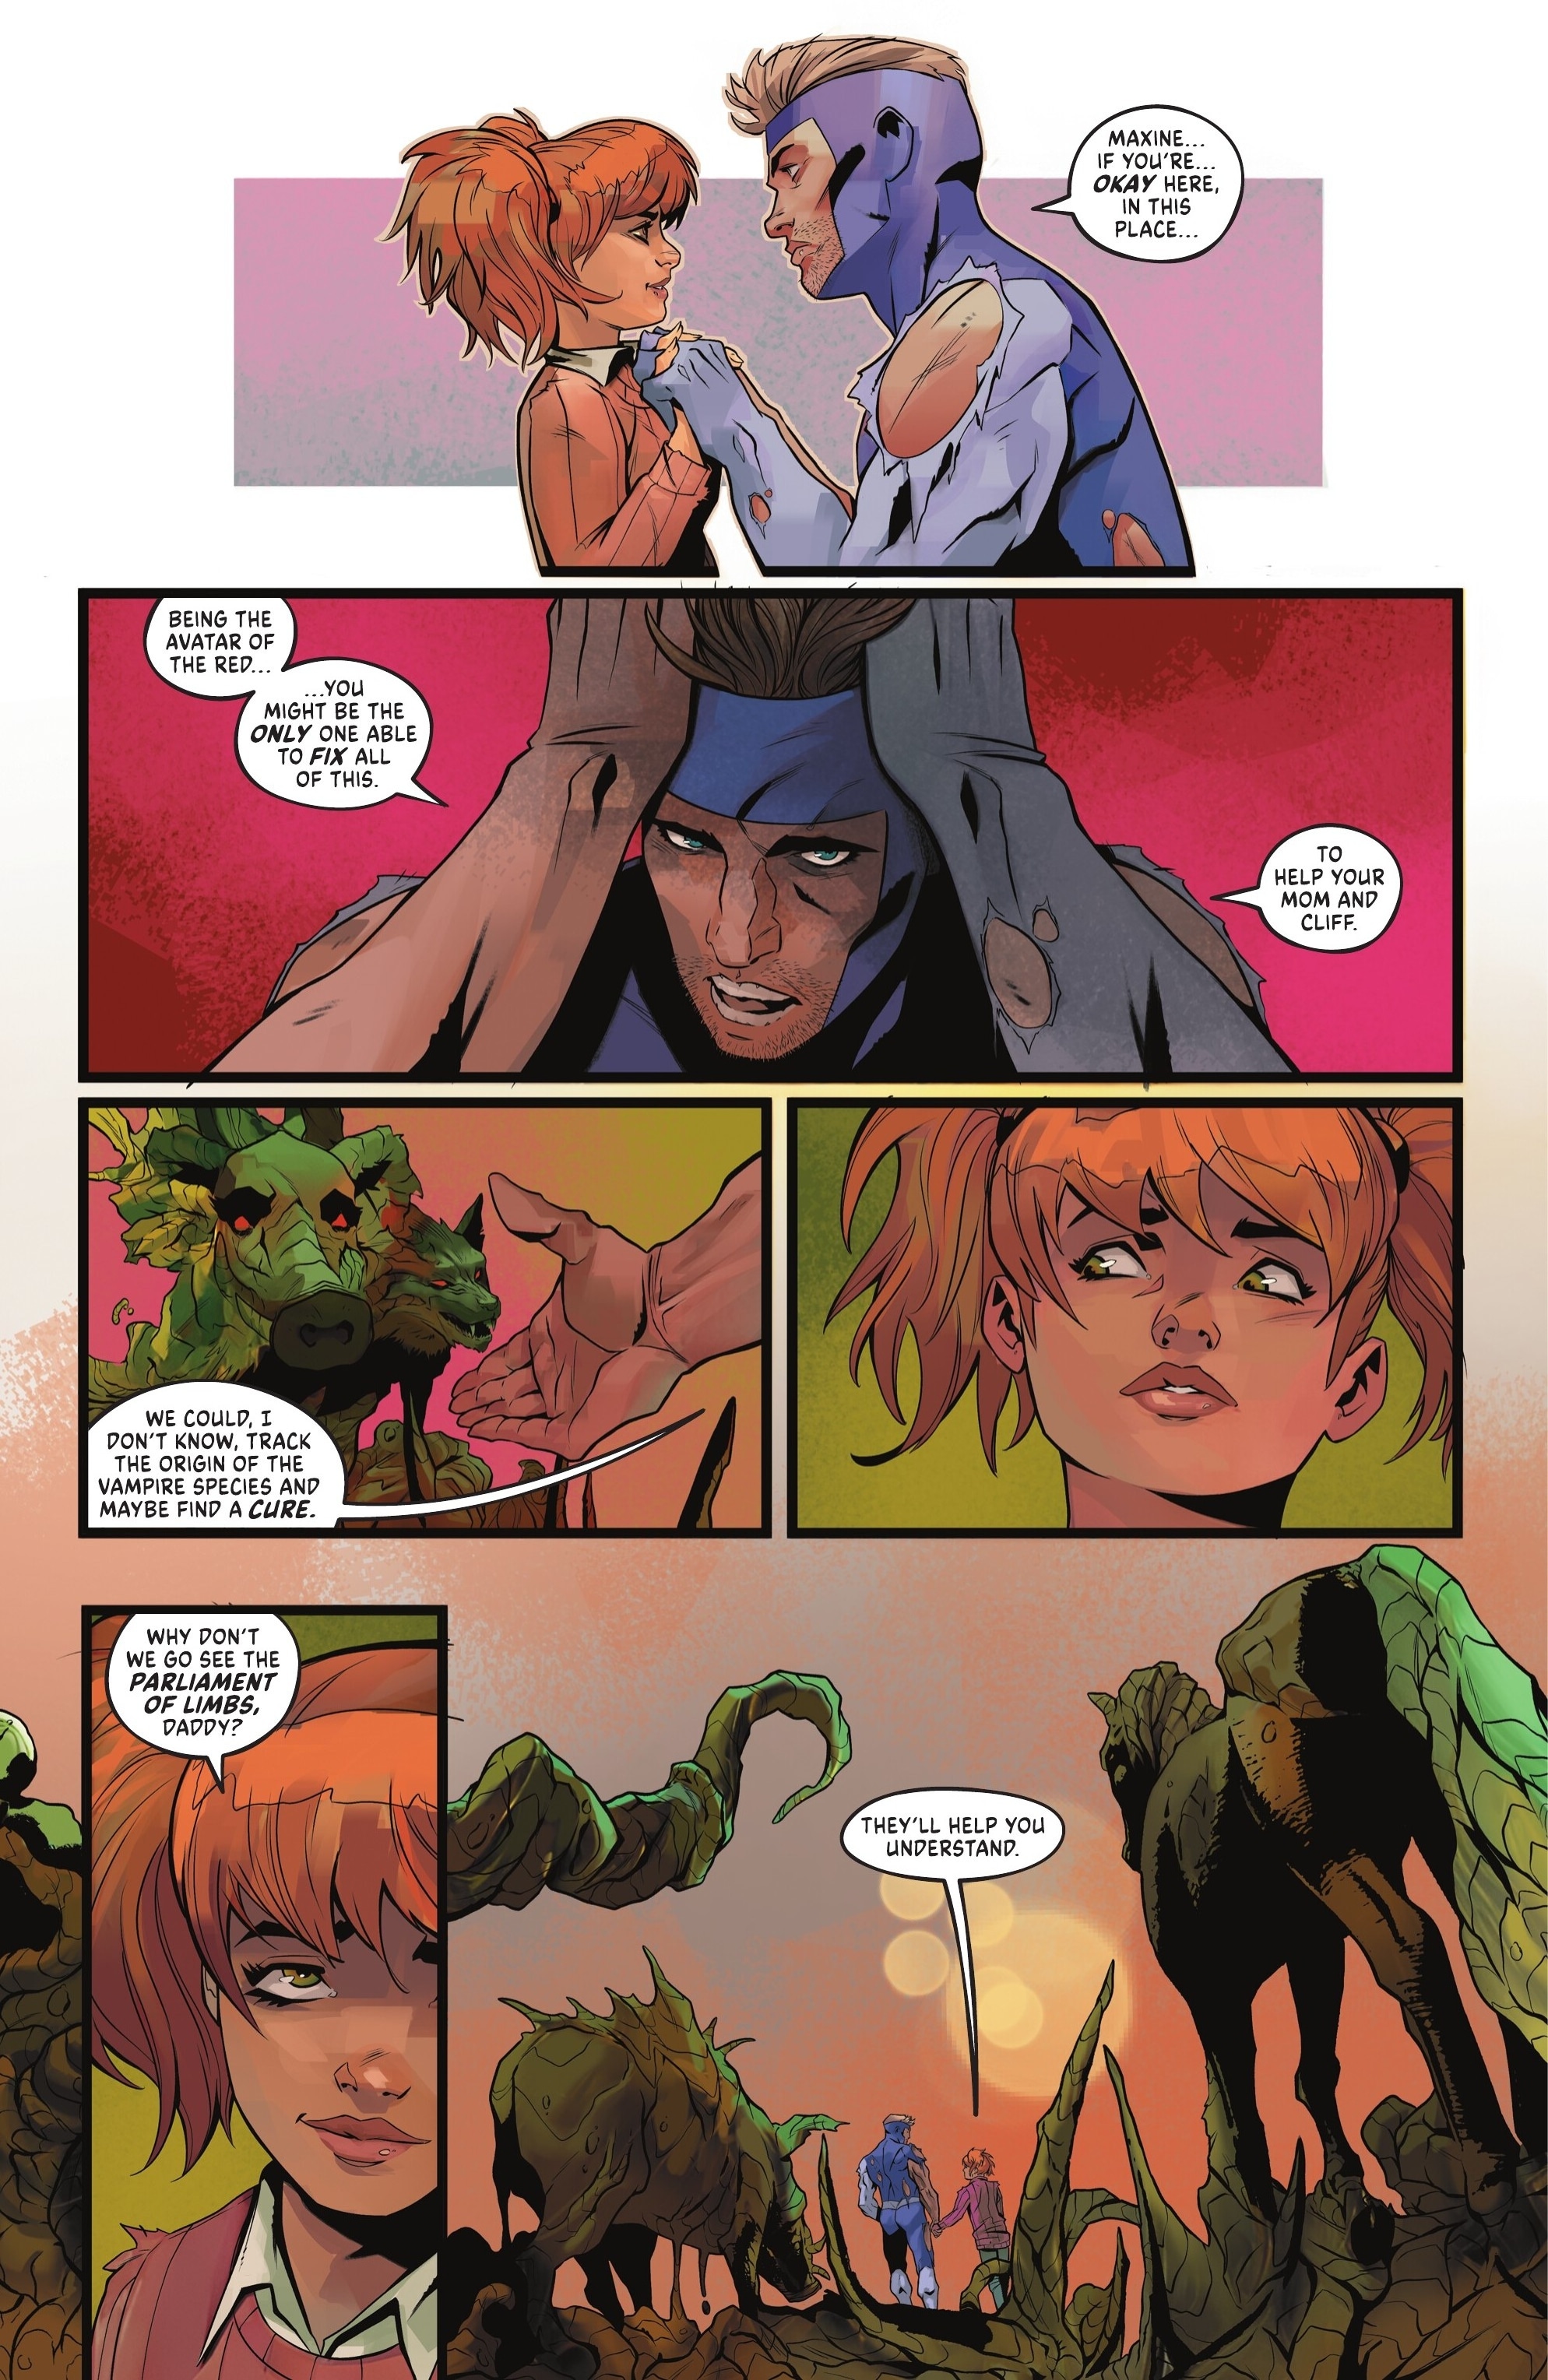 MAXINE...
IF YOU'RE...
OKAY HERE,
IN THIS
PLACE...
BEING THE
AVATAR OF
THE RED...
...YOU
MIGHT BE THE
ONLY ONE ABLE
TO FIX ALL
OF THIS.
TO
HELP YOUR
MOM AND
CLIFF.
WE COULD, I
DON'T KNOW, TRACK
THE ORIGIN OF THE
VAMPIRE SPECIES AND
MAYBE FIND A CURE.
WHY DON'T
WE GO SEE THE
PARLIAMENT
OF LIMBS,
DADDY?
THEY'LL HELP YOU
UNDERSTAND.